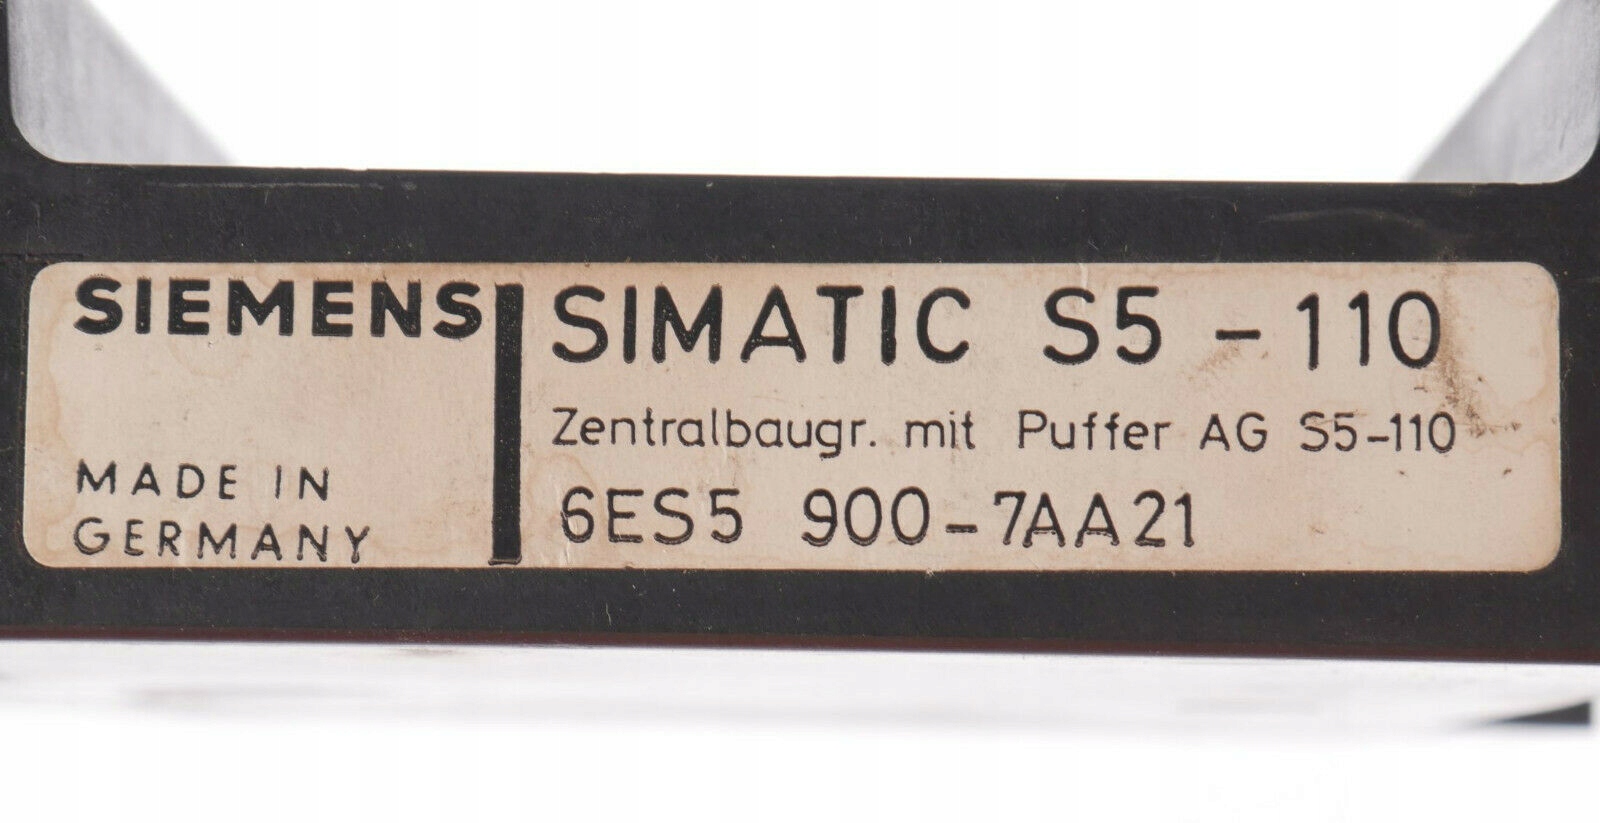 SIEMENS
MADE IN
GERMANY
SIMATIC S5 - 110
Zentralbaugr. mit Puffer AG S5-110
6ES5 900-7AA21